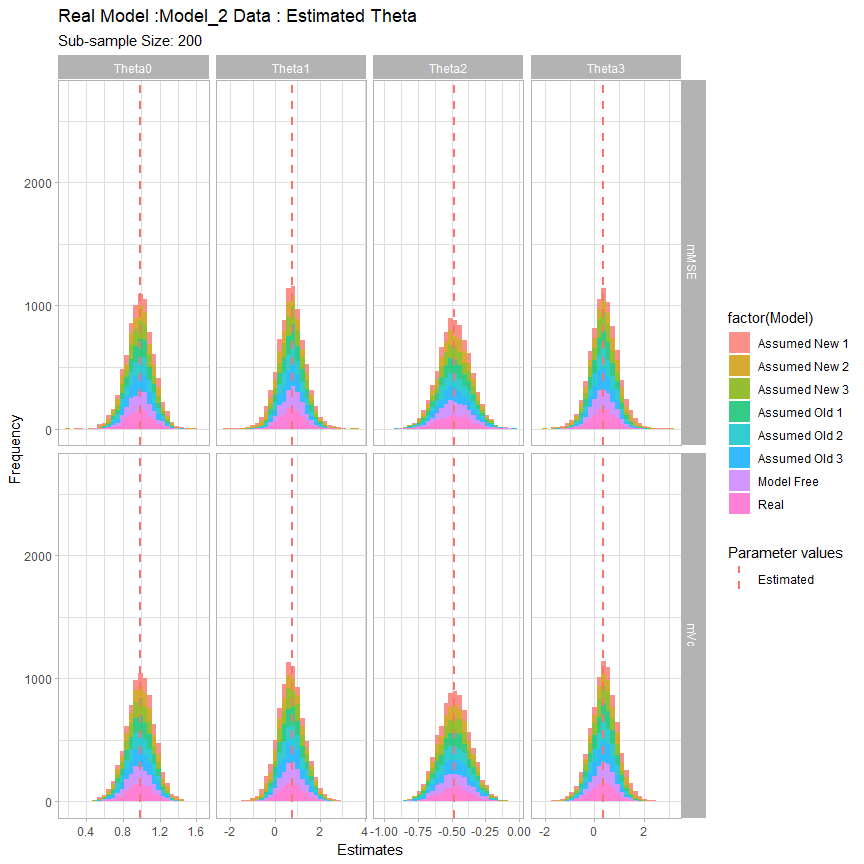 Real Model :Model_2 Data : Estimated Theta
Sub-sample Size: 200
Theta0 Theta1 Theta2 Theta3
2000
1000
0
mMSE
Frequency
2000
1000
0
mVc
0.4 0.8 1.2 1.6 -2 0 2 4 -1.00 -0.75 -0.50 -0.25 0.00 -2 0 2
Estimates
factor(Model)
Assumed New 1
Assumed New 2
Assumed New 3
Assumed Old 1
Assumed Old 2
Assumed Old 3
Model Free
Real
Parameter values
Estimated